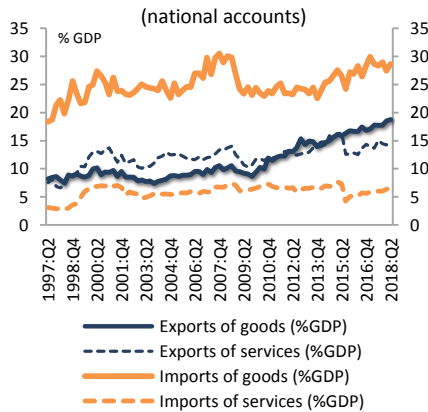 (national accounts)
% GDP
35
30
25
20
15
10
5
0
35
30
25
20
15
10
5
0
1997:Q2
1998:Q4
2000:Q2
2001:Q4
2003:Q2
2004:Q4
2006:Q2
2007:Q4
2009:Q2
2010:Q4
2012:Q2
2013:Q4
2015:Q2
2016:Q4
2018:Q2
Exports of goods (%GDP)
Exports of services (%GDP)
Imports of goods (%GDP)
Imports of services (%GDP)